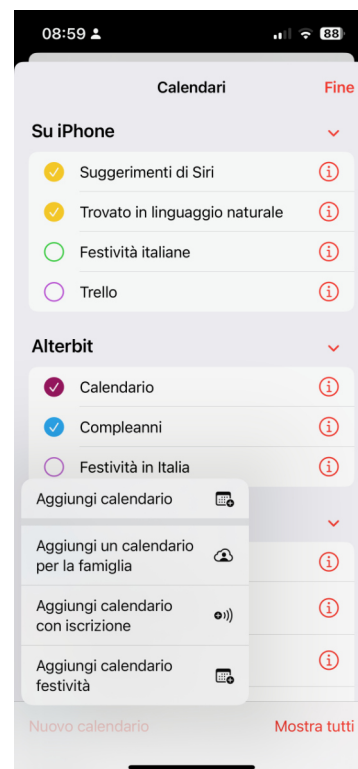 08:59
88
Calendari
Fine
Su iPhone
Suggerimenti di Siri
Trovato in linguaggio naturale
Festività italiane
Trello
Alterbit
Calendario
Compleanni
Festività in Italia
Aggiungi calendario
Aggiungi un calendario
per la famiglia
Aggiungi calendario
con iscrizione
Aggiungi calendario
festività
Nuovo calendario
Mostra tutti